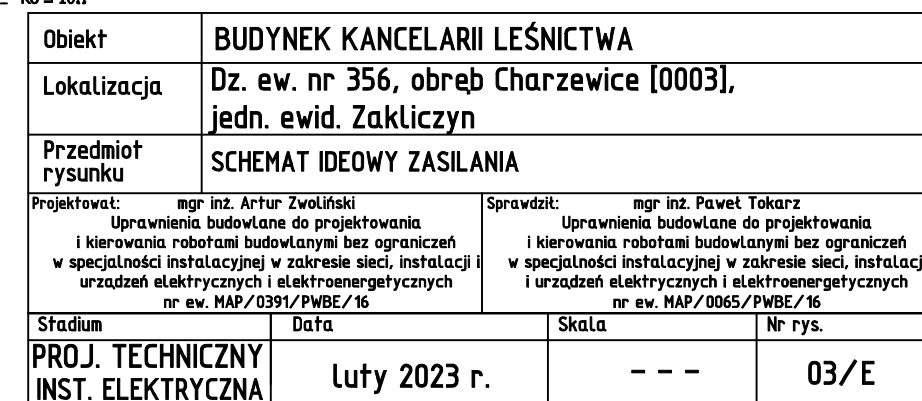 Obiekt BUDYNEK KANCELARII LEŚNICTWA
Lokalizacja Dz. ew. nr 356, obręb Charzewice [0003],
jedn. ewid. Zakliczyn
Przedmiot
rysunku SCHEMAT IDEOWY ZASILANIA
Projektował: mgr inż. Artur Zwoliński
Uprawnienia budowlane do projektowania
i kierowania robotami budowlanymi bez ograniczeń
w specjalności instalacyjnej w zakresie sieci, instalacji i
urządzeń elektrycznych i elektroenergetycznych
nr ew. MAP/0391/PWBE/16
Sprawdził: mgr inż. Paweł Tokarz
Uprawnienia budowlane do projektowania
i kierowania robotami budowlanymi bez ograniczeń
w specjalności instalacyjnej w zakresie sieci, instalacj
i urządzeń elektrycznych i elektroenergetycznych
nr ew. MAP/0065/PWBE/16
Stadium Data Skala Nr rys.
PROJ. TECHNICZNY
INST. ELEKTRYCZNA luty 2023 r. - - - 03/E